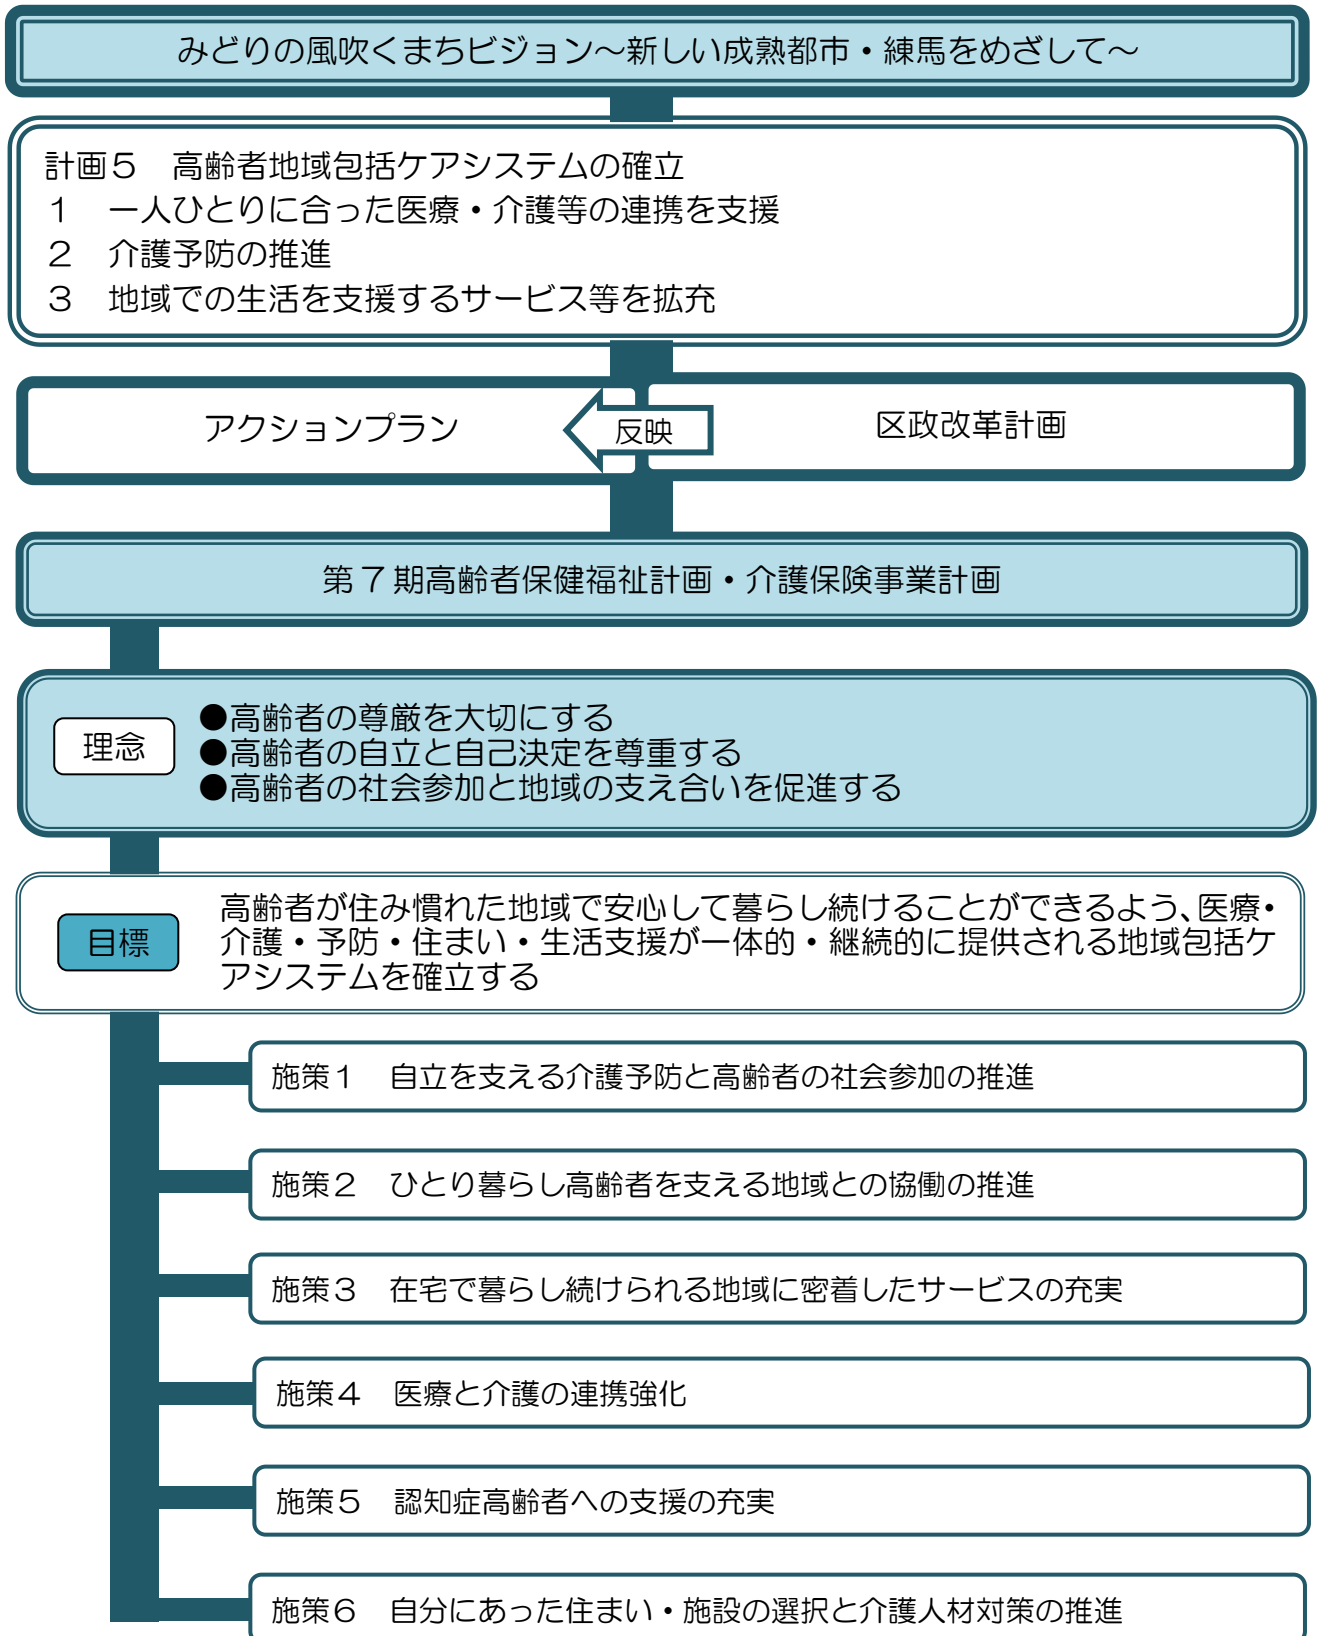 みどりの風吹くまちビジョン～新しい成熟都市・練馬をめざして～
計画５　高齢者地域包括ケアシステムの確立
１　一人ひとりに合った医療・介護等の連携を支援
２　介護予防の推進
３　地域での生活を支援するサービス等を拡充
アクションプラン
反映
区政改革計画
第７期高齢者保健福祉計画・介護保険事業計画
理念
●高齢者の尊厳を大切にする
●高齢者の自立と自己決定を尊重する
●高齢者の社会参加と地域の支え合いを促進する
目標
高齢者が住み慣れた地域で安心して暮らし続けることができるよう、医療・
介護・予防・住まい・生活支援が一体的・継続的に提供される地域包括ケ
アシステムを確立する
施策１　自立を支える介護予防と高齢者の社会参加の推進
施策２　ひとり暮らし高齢者を支える地域との協働の推進
施策３　在宅で暮らし続けられる地域に密着したサービスの充実
施策４　医療と介護の連携強化
施策５　認知症高齢者への支援の充実
施策６　自分にあった住まい・施設の選択と介護人材対策の推進